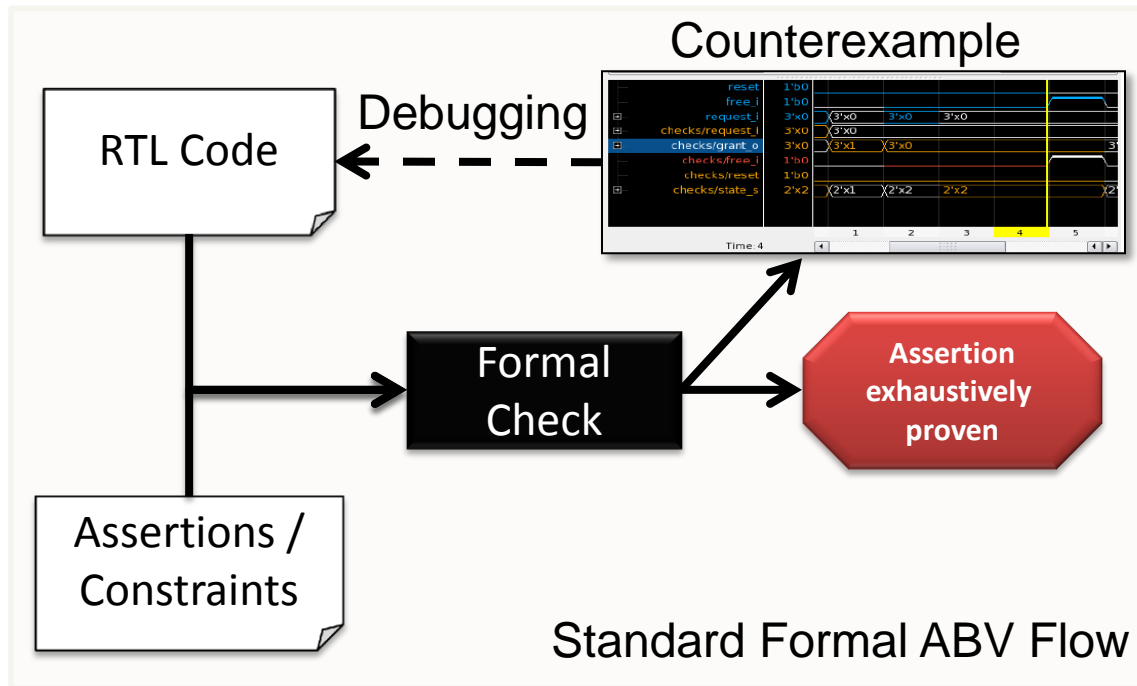 Counterexample
Debugging
RTL Code
reset 1'b0
free_i 1'b0
request_i 3'x0 3'x0 3'x0 3'x0
checks/request_i 3'x0 3'x0
checks/grant_o 3'x0 3'x1 3'x0 3'
checks/free_i 1'b0
checks/reset 1'b0
checks/state_s 2'x2 2'x1 2'x2 2'x2 2'
1 2 3 4 5
Time: 4
Formal
Check
Assertion
exhaustively
proven
Assertions /
Constraints
Standard Formal ABV Flow